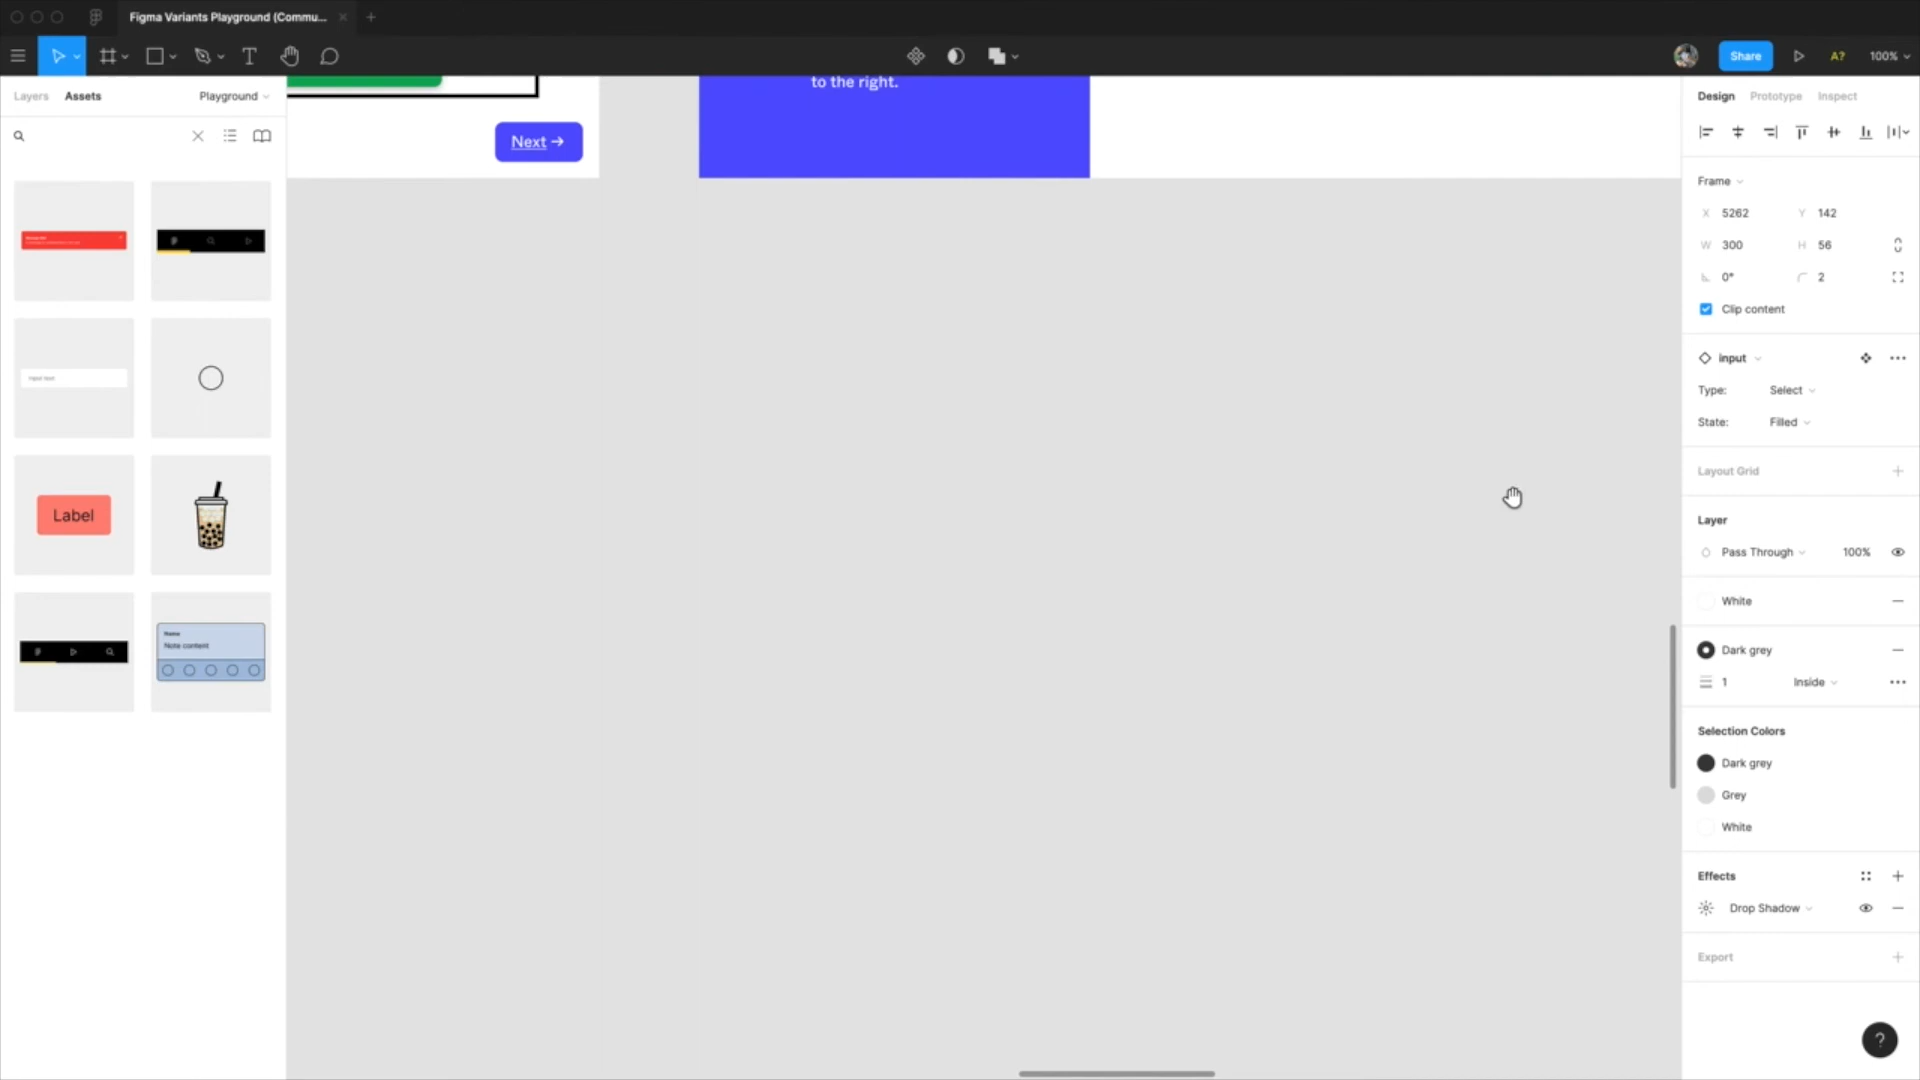 Figma Variants Playground (Commu...
Share
A?
100%
Layers
Assets
Playground
to the right.
Next →
Label
Name
Note content
Input text
Design
Prototype
Inspect
Frame
X 5262
Y 142
W 300
H 56
0°
2
Clip content
input
Type:
Select
State:
Filled
Layout Grid
Layer
Pass Through
100%
White
Dark grey
1
Inside
Selection Colors
Dark grey
Grey
White
Effects
Drop Shadow
Export
?